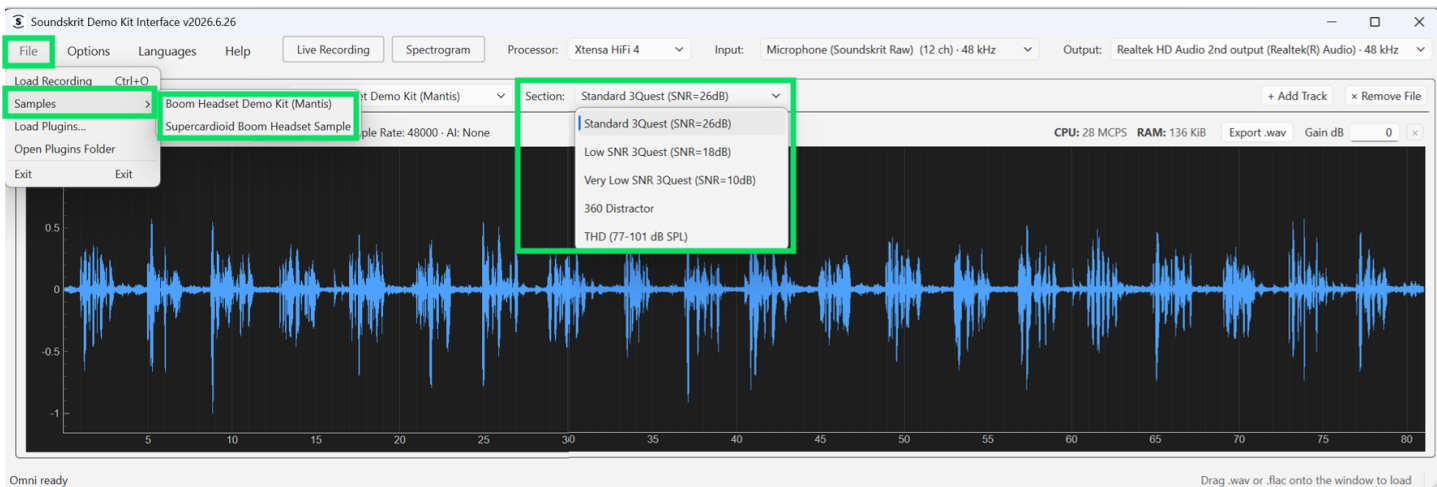 Soundskrit Demo Kit Interface v2026.6.26
File Options Languages Help Live Recording Spectrogram Processor: Xtensa HiFi 4 Input: Microphone (Soundskrit Raw) (12 ch) · 48 kHz Output: Realtek HD Audio 2nd output (Realtek(R) Audio) · 48 kHz
Load Recording Ctrl+O
Samples
Boom Headset Demo Kit (Mantis)
Supercardioid Boom Headset Sample
Load Plugins...
Open Plugins Folder
Exit Exit
Demo Kit (Mantis) Section: Standard 3Quest (SNR=26dB) + Add Track × Remove File
Standard 3Quest (SNR=26dB)
Low SNR 3Quest (SNR=18dB)
Very Low SNR 3Quest (SNR=10dB)
360 Distractor
THD (77-101 dB SPL)
Rate: 48000 · AI: None CPU: 28 MCPS RAM: 136 KiB Export .wav Gain dB 0 ×
0.5
0
-0.5
-1
5 10 15 20 25 30 35 40 45 50 55 60 65 70 75 80
Omni ready Drag .wav or .flac onto the window to load